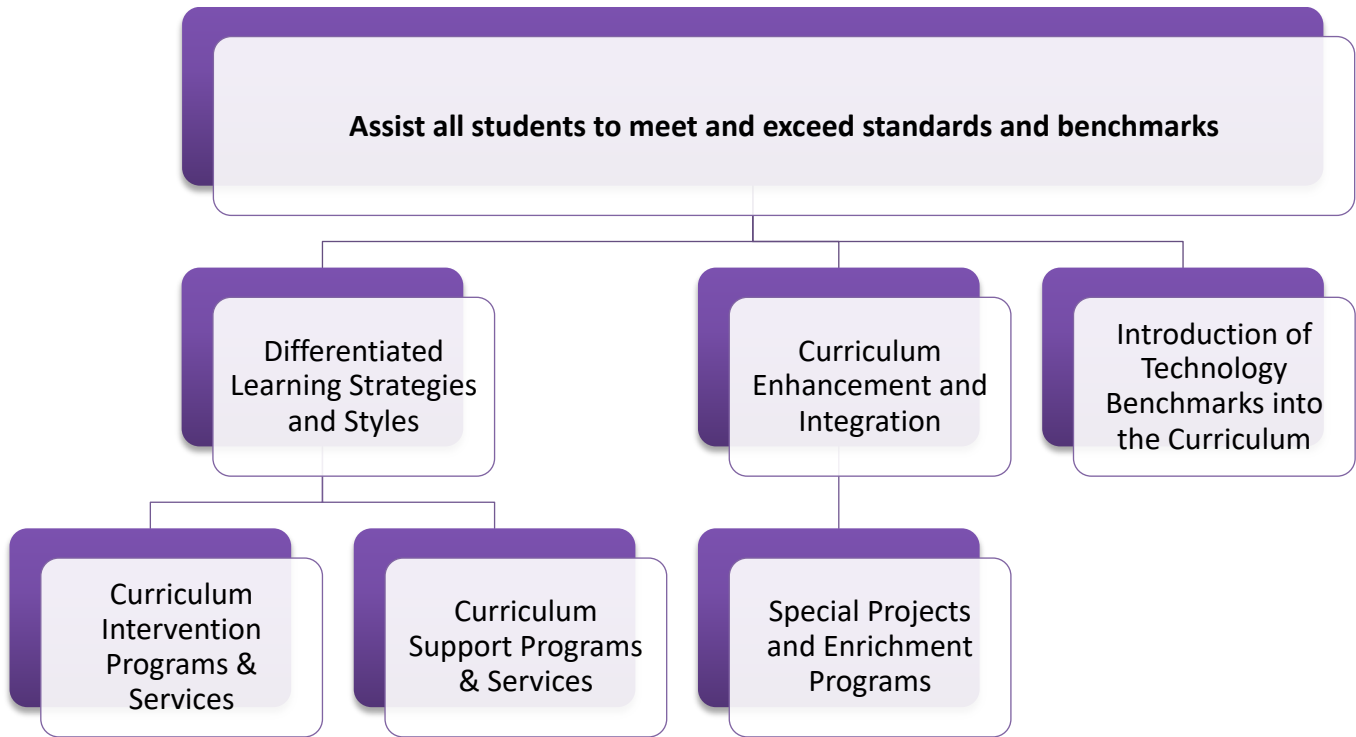 Assist all students to meet and exceed standards and benchmarks
Differentiated
Learning Strategies
and Styles
Curriculum
Enhancement and
Integration
Introduction of
Technology
Benchmarks into
the Curriculum
Curriculum
Intervention
Programs &
Services
Curriculum
Support Programs
& Services
Special Projects
and Enrichment
Programs